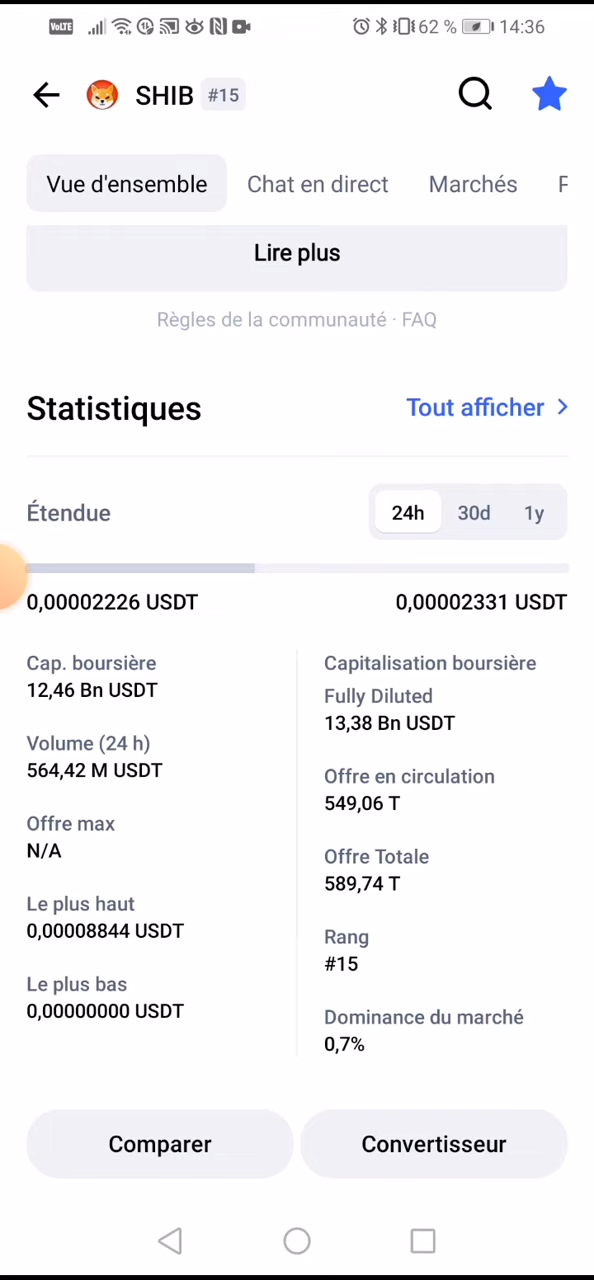 VoLTE 62 % 14:36
SHIB #15
Vue d'ensemble Chat en direct Marchés F
Lire plus
Règles de la communauté · FAQ
Statistiques Tout afficher
Étendue 24h 30d 1y
0,00002226 USDT 0,00002331 USDT
Cap. boursière
12,46 Bn USDT
Volume (24 h)
564,42 M USDT
Offre max
N/A
Le plus haut
0,00008844 USDT
Le plus bas
0,00000000 USDT
Capitalisation boursière
Fully Diluted
13,38 Bn USDT
Offre en circulation
549,06 T
Offre Totale
589,74 T
Rang
#15
Dominance du marché
0,7%
Comparer Convertisseur